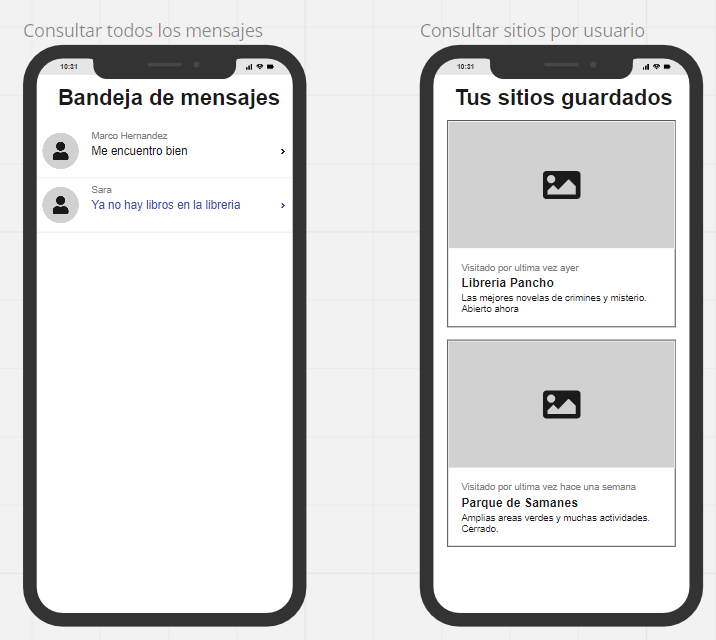 Consultar todos los mensajes
10:31
Bandeja de mensajes
Marco Hernandez
Me encuentro bien
Sara
Ya no hay libros en la libreria
Consultar sitios por usuario
10:31
Tus sitios guardados
Visitado por ultima vez ayer
Libreria Pancho
Las mejores novelas de crimines y misterio.
Abierto ahora
Visitado por ultima vez hace una semana
Parque de Samanes
Amplias areas verdes y muchas actividades.
Cerrado.